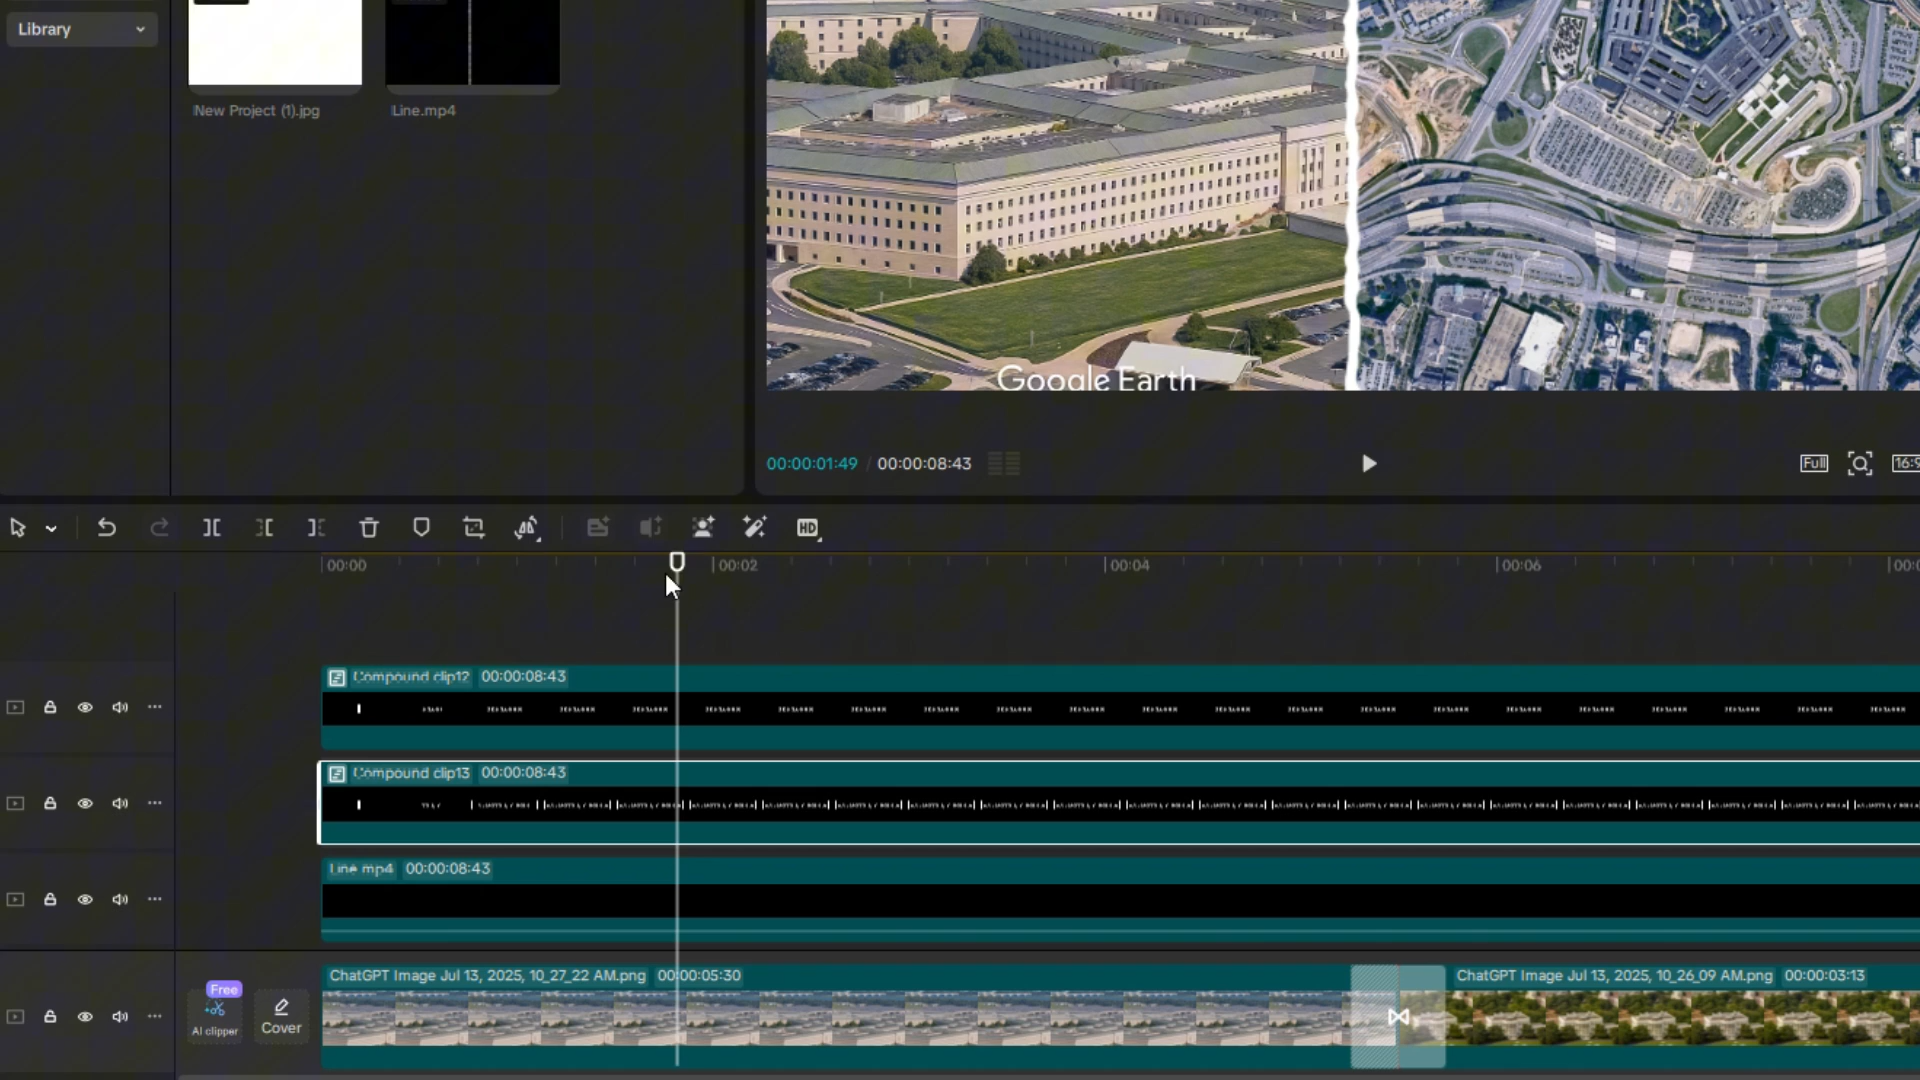 Library
New Project (1).jpg
Line.mp4
Google Earth
00:00:01:49 / 00:00:08:43
Full
16:9
HD
00:00
00:02
00:04
00:06
Compound clip12 00:00:08:43
Compound clip13 00:00:08:43
Line.mp4 00:00:08:43
ChatGPT Image Jul 13, 2025, 10_27_22 AM.png 00:00:05:30
ChatGPT Image Jul 13, 2025, 10_26_09 AM.png 00:00:03:13
Free
AI clipper
Cover